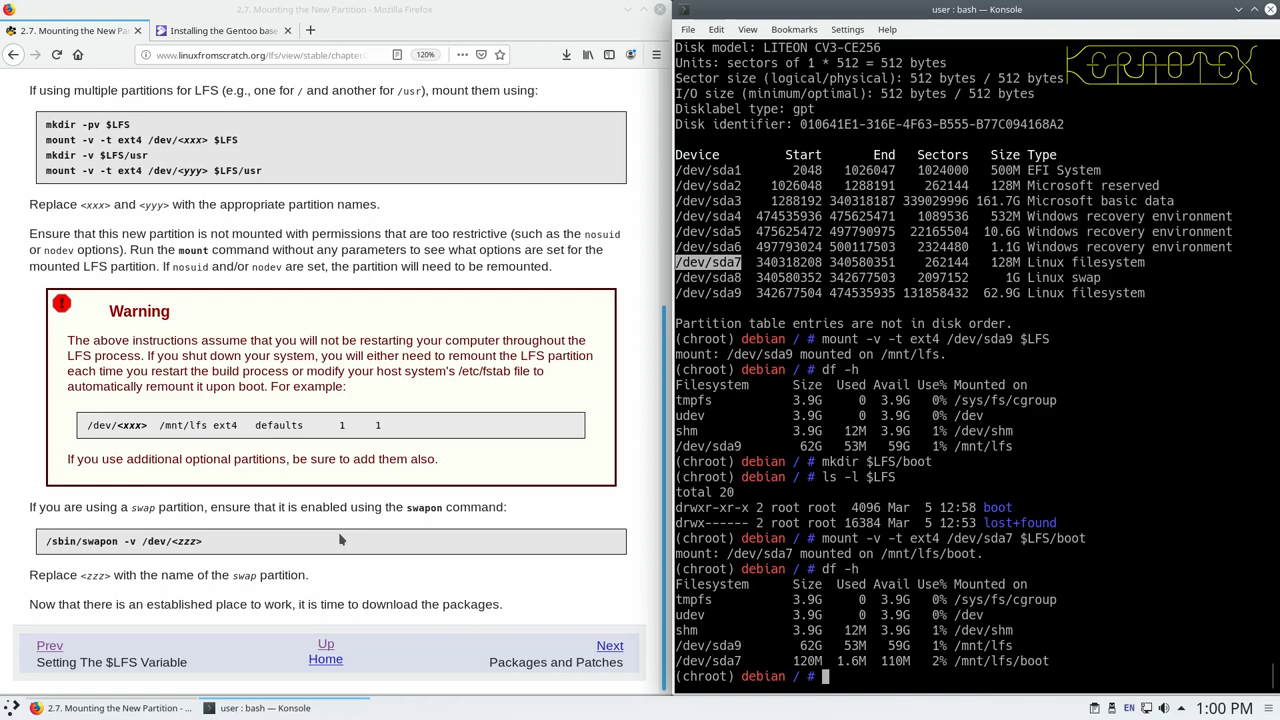 2.7. Mounting the New Partition - Mozilla Firefox
2.7. Mounting the New Pa
Installing the Gentoo base
www.linuxfromscratch.org/lfs/view/stable/chapter
120%
If using multiple partitions for LFS (e.g., one for / and another for /usr), mount them using:
mkdir -pv $LFS
mount -v -t ext4 /dev/<xxx> $LFS
mkdir -v $LFS/usr
mount -v -t ext4 /dev/<yyy> $LFS/usr
Replace <xxx> and <yyy> with the appropriate partition names.
Ensure that this new partition is not mounted with permissions that are too restrictive (such as the nosuid
or nodev options). Run the mount command without any parameters to see what options are set for the
mounted LFS partition. If nosuid and/or nodev are set, the partition will need to be remounted.
Warning
The above instructions assume that you will not be restarting your computer throughout the
LFS process. If you shut down your system, you will either need to remount the LFS partition
each time you restart the build process or modify your host system's /etc/fstab file to
automatically remount it upon boot. For example:
/dev/<xxx>  /mnt/lfs ext4   defaults      1     1
If you use additional optional partitions, be sure to add them also.
If you are using a swap partition, ensure that it is enabled using the swapon command:
/sbin/swapon -v /dev/<zzz>
Replace <zzz> with the name of the swap partition.
Now that there is an established place to work, it is time to download the packages.
Prev
Up
Next
Setting The $LFS Variable
Home
Packages and Patches
user : bash — Konsole
File Edit View Bookmarks Settings Help
KERNOTEX
Disk model: LITEON CV3-CE256
Units: sectors of 1 * 512 = 512 bytes
Sector size (logical/physical): 512 bytes / 512 bytes
I/O size (minimum/optimal): 512 bytes / 512 bytes
Disklabel type: gpt
Disk identifier: 010641E1-316E-4F63-B555-B77C094168A2
Device         Start       End   Sectors   Size Type
/dev/sda1       2048   1026047   1024000   500M EFI System
/dev/sda2    1026048   1288191    262144   128M Microsoft reserved
/dev/sda3    1288192 340318187 339029996 161.7G Microsoft basic data
/dev/sda4  474535936 475625471   1089536   532M Windows recovery environment
/dev/sda5  475625472 497790975  22165504  10.6G Windows recovery environment
/dev/sda6  497793024 500117503   2324480   1.1G Windows recovery environment
/dev/sda7  340318208 340580351    262144   128M Linux filesystem
/dev/sda8  340580352 342677503   2097152     1G Linux swap
/dev/sda9  342677504 474535935 131858432  62.9G Linux filesystem
Partition table entries are not in disk order.
(chroot) debian / # mount -v -t ext4 /dev/sda9 $LFS
mount: /dev/sda9 mounted on /mnt/lfs.
(chroot) debian / # df -h
Filesystem      Size  Used Avail Use% Mounted on
tmpfs           3.9G     0  3.9G   0% /sys/fs/cgroup
udev            3.9G     0  3.9G   0% /dev
shm             3.9G   12M  3.9G   1% /dev/shm
/dev/sda9        62G   53M   59G   1% /mnt/lfs
(chroot) debian / # mkdir $LFS/boot
(chroot) debian / # ls -l $LFS
total 20
drwxr-xr-x 2 root root  4096 Mar  5 12:58 boot
drwx------ 2 root root 16384 Mar  5 12:53 lost+found
(chroot) debian / # mount -v -t ext4 /dev/sda7 $LFS/boot
mount: /dev/sda7 mounted on /mnt/lfs/boot.
(chroot) debian / # df -h
Filesystem      Size  Used Avail Use% Mounted on
tmpfs           3.9G     0  3.9G   0% /sys/fs/cgroup
udev            3.9G     0  3.9G   0% /dev
shm             3.9G   12M  3.9G   1% /dev/shm
/dev/sda9        62G   53M   59G   1% /mnt/lfs
/dev/sda7       120M  1.6M  110M   2% /mnt/lfs/boot
(chroot) debian / #
2.7. Mounting the New Partition - ...
user : bash — Konsole
EN
1:00 PM